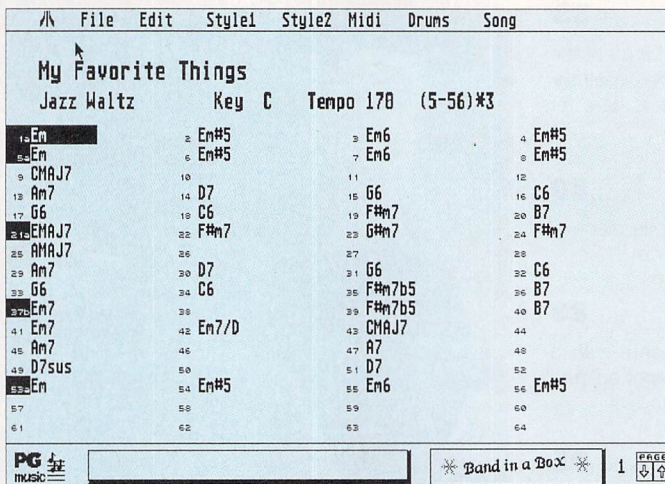 File Edit Style1 Style2 Midi Drums Song
My Favorite Things
Jazz Waltz Key C Tempo 170 (5-56)*3
1a Em 2 Em#5 3 Em6 4 Em#5
5a Em 6 Em#5 7 Em6 8 Em#5
9 CMAJ7 10 11 12
13 Am7 14 D7 15 G6 16 C6
17 G6 18 C6 19 F#m7 20 B7
21a EMAJ7 22 F#m7 23 G#m7 24 F#m7
25 AMAJ7 26 27 28
29 Am7 30 D7 31 G6 32 C6
33 G6 34 C6 35 F#m7b5 36 B7
37b Em7 38 39 F#m7b5 40 B7
41 Em7 42 Em7/D 43 CMAJ7 44
45 Am7 46 47 A7 48
49 D7sus 50 51 D7 52
53a Em 54 Em#5 55 Em6 56 Em#5
57 58 59 60
61 62 63 64
PG music Band in a Box 1 PAGE